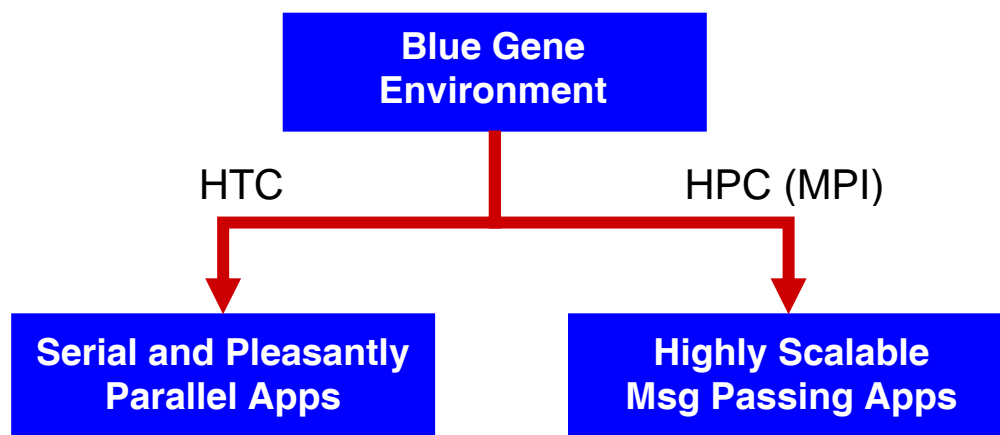 Blue Gene
Environment
HTC
HPC (MPI)
Serial and Pleasantly
Parallel Apps
Highly Scalable
Msg Passing Apps